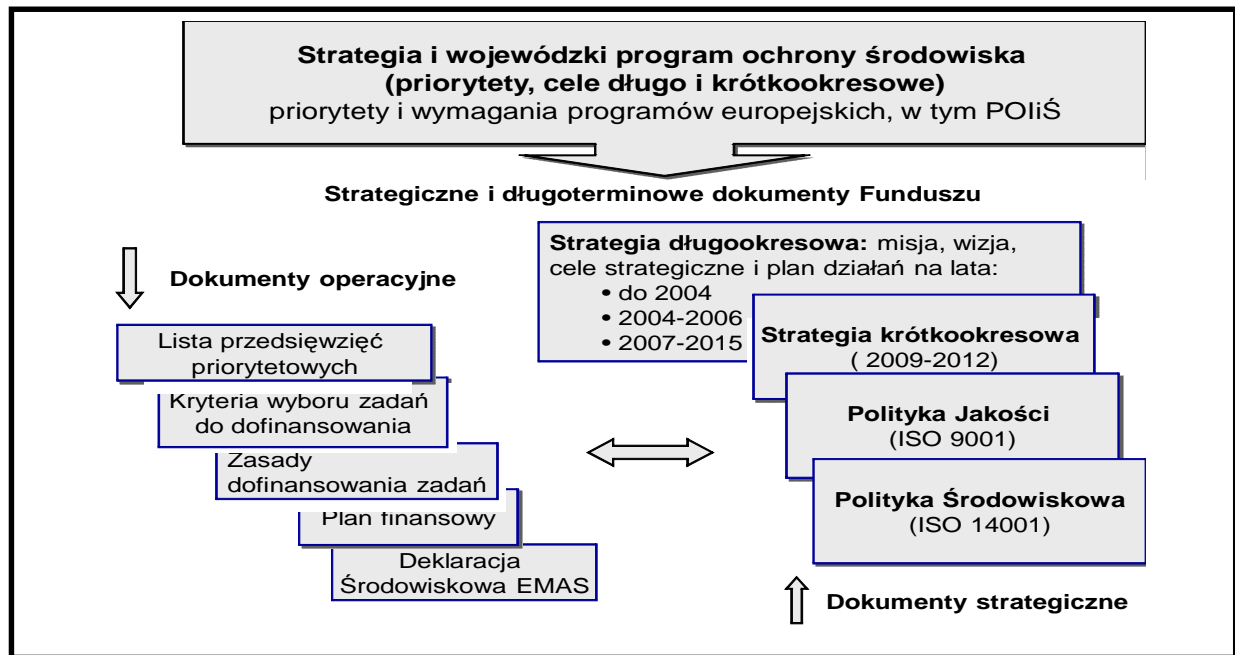 Strategia i wojewódzki program ochrony środowiska
(priorytety, cele długo i krótkookresowe)
priorytety i wymagania programów europejskich, w tym POIiŚ
Strategiczne i długoterminowe dokumenty Funduszu
Dokumenty operacyjne
Lista przedsięwzięć
priorytetowych
Kryteria wyboru zadań
do dofinansowania
Zasady
dofinansowania zadań
Plan finansowy
Deklaracja
Środowiskowa EMAS
Strategia długookresowa: misja, wizja,
cele strategiczne i plan działań na lata:
• do 2004
• 2004-2006
• 2007-2015
Strategia krótkookresowa
( 2009-2012)
Polityka Jakości
(ISO 9001)
Polityka Środowiskowa
(ISO 14001)
Dokumenty strategiczne